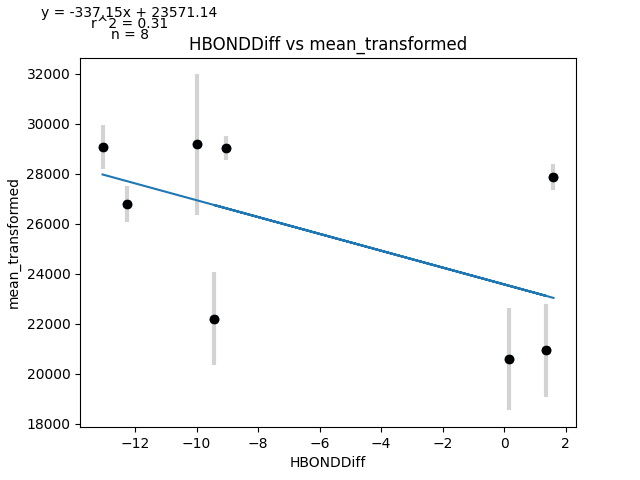 y = -337.15x + 23571.14
r^2 = 0.31
n = 8
HBONDDiff vs mean_transformed
32000
30000
28000
26000
24000
22000
20000
18000
mean_transformed
−12 −10 −8 −6 −4 −2 0 2
HBONDDiff